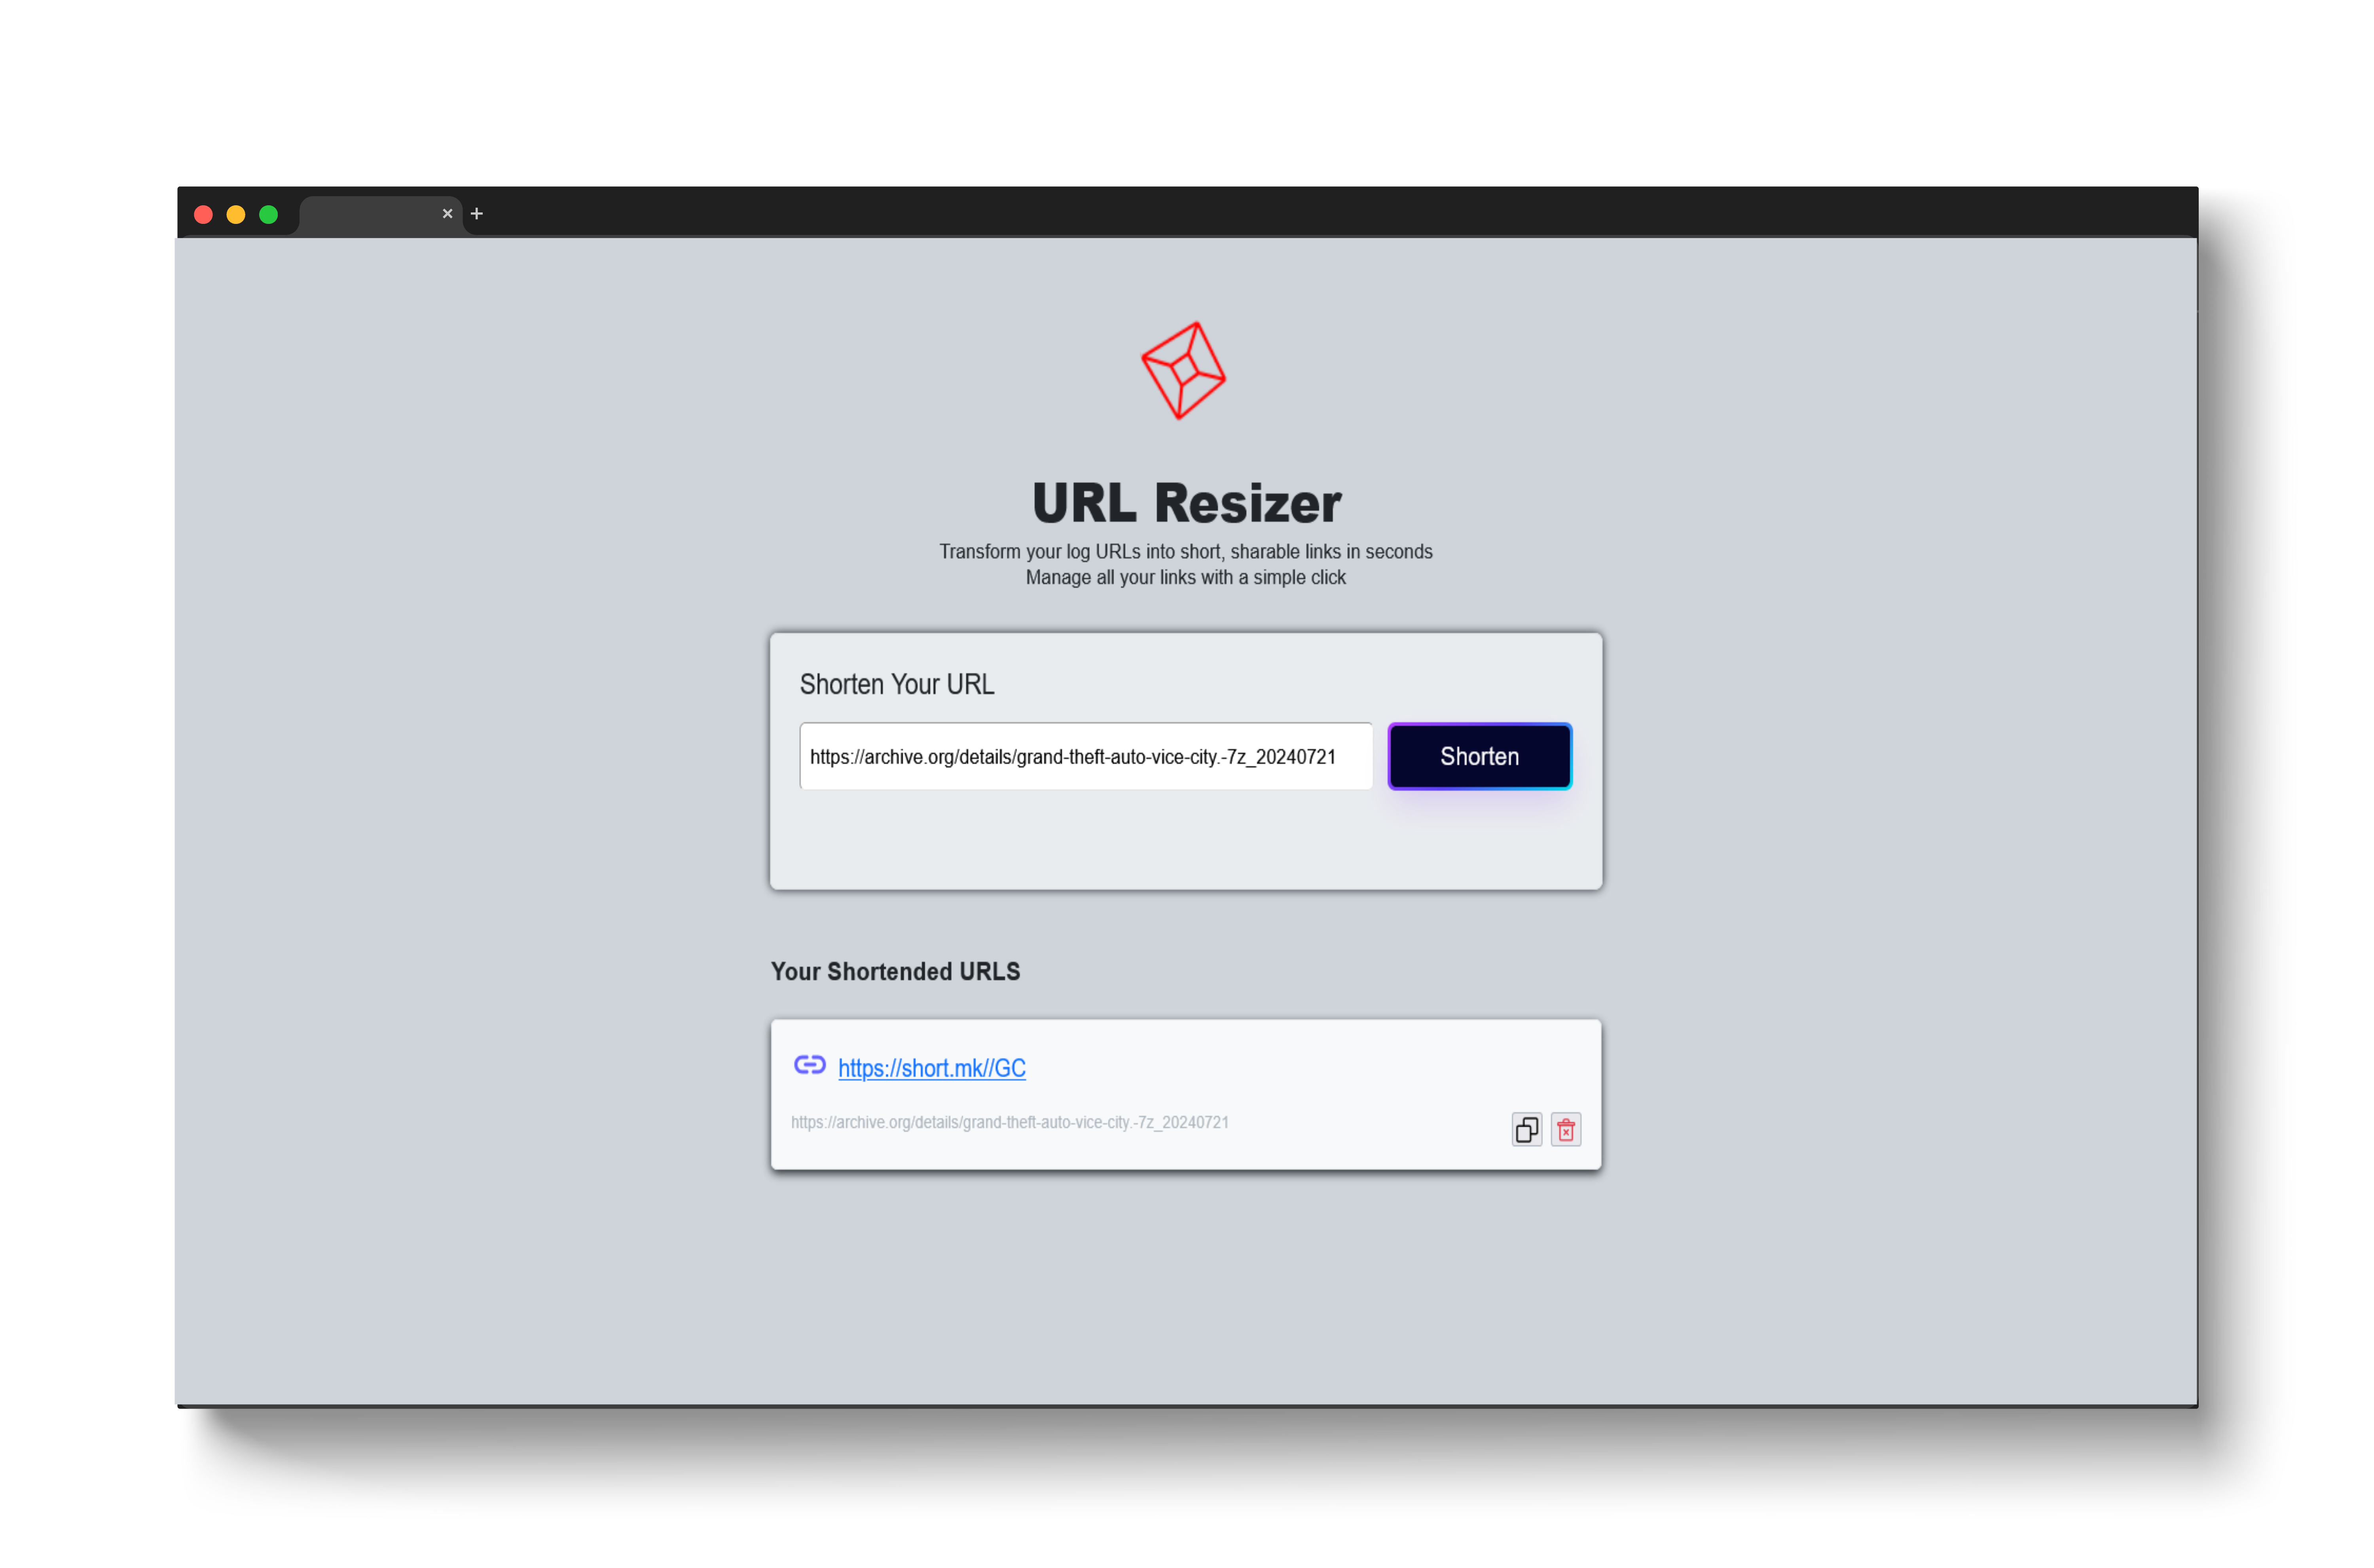 URL Resizer
Transform your log URLs into short, sharable links in seconds
Manage all your links with a simple click
Shorten Your URL
https://archive.org/details/grand-theft-auto-vice-city.-7z_20240721
Shorten
Your Shortended URLS
https://short.mk//GC
https://archive.org/details/grand-theft-auto-vice-city.-7z_20240721